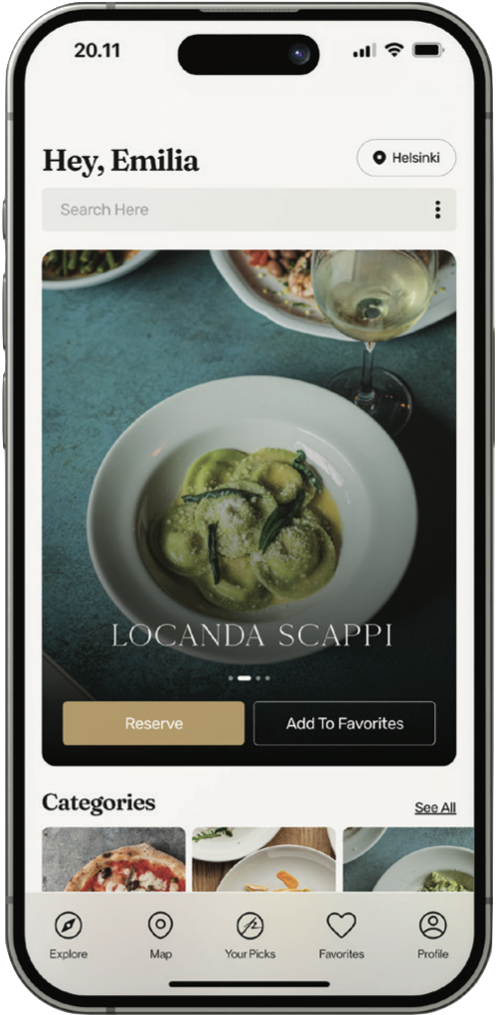 20.11
Hey, Emilia
Helsinki
Search Here
LOCANDA SCAPPI
Reserve
Add To Favorites
Categories
See All
Explore
Map
Your Picks
Favorites
Profile